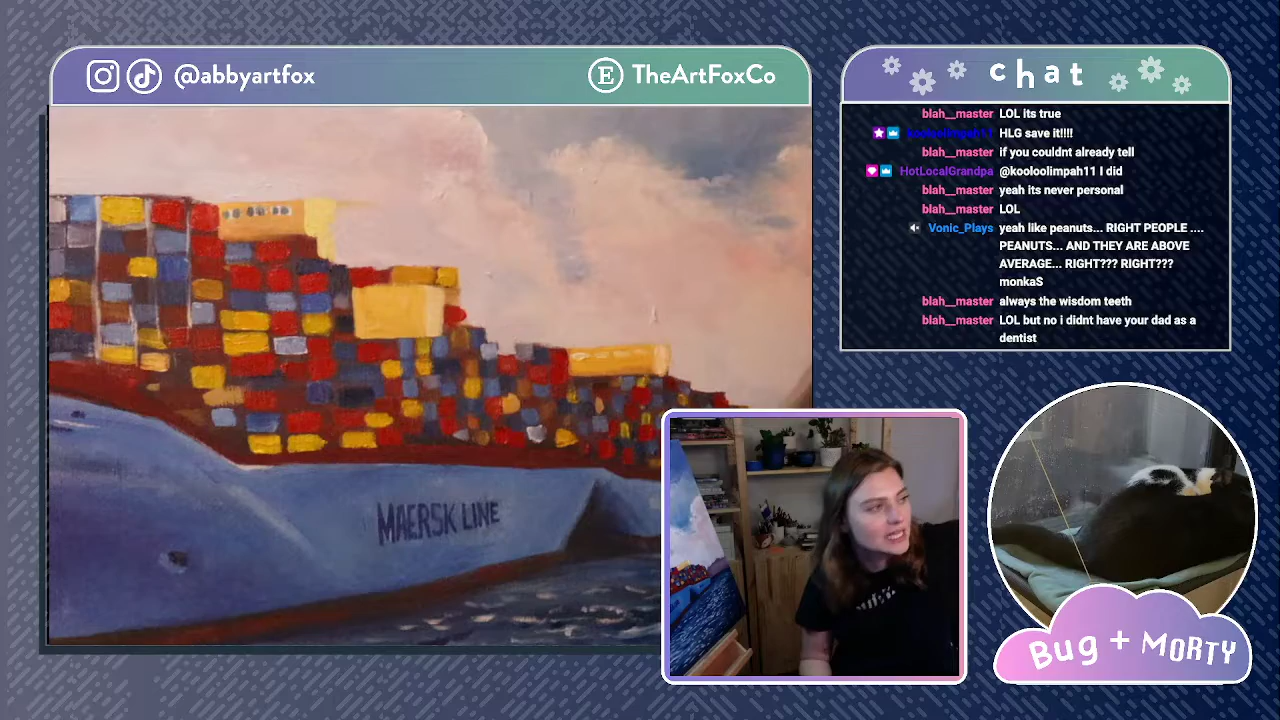 @abbyartfox
TheArtFoxCo
chat
blah__master LOL its true
kooloolimpah11 HLG save it!!!!
blah__master if you couldnt already tell
HotLocalGrandpa @kooloolimpah11 I did
blah__master yeah its never personal
blah__master LOL
Vonic_Plays yeah like peanuts... RIGHT PEOPLE ....
PEANUTS... AND THEY ARE ABOVE
AVERAGE... RIGHT??? RIGHT???
monkaS
blah__master always the wisdom teeth
blah__master LOL but no i didnt have your dad as a
dentist
MAERSK LINE
Bug + MORTY